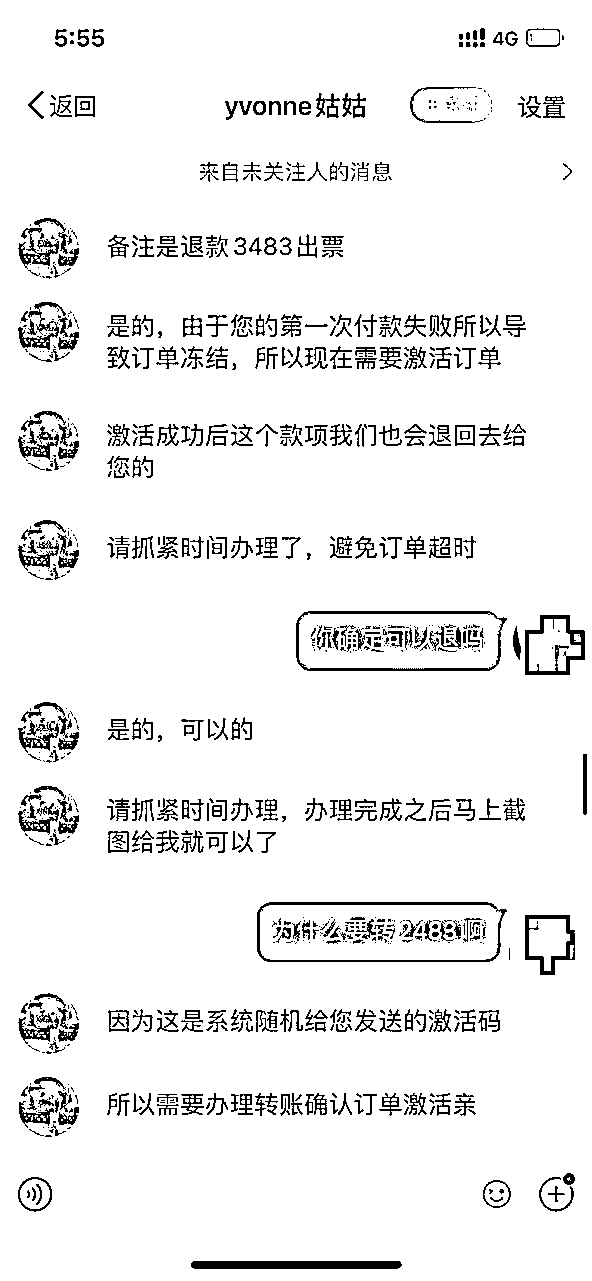 5:55
4G
返回
yvonne姑姑
设置
来自未关注人的消息
备注是退款3483出票
是的，由于您的第一次付款失败所以导
致订单冻结，所以现在需要激活订单
激活成功后这个款项我们也会退回去给
您的
请抓紧时间办理了，避免订单超时
你确定可以退吗
是的，可以的
请抓紧时间办理，办理完成之后马上截
图给我就可以了
为什么要转2483啊
因为这是系统随机给您发送的激活码
所以需要办理转账确认订单激活亲